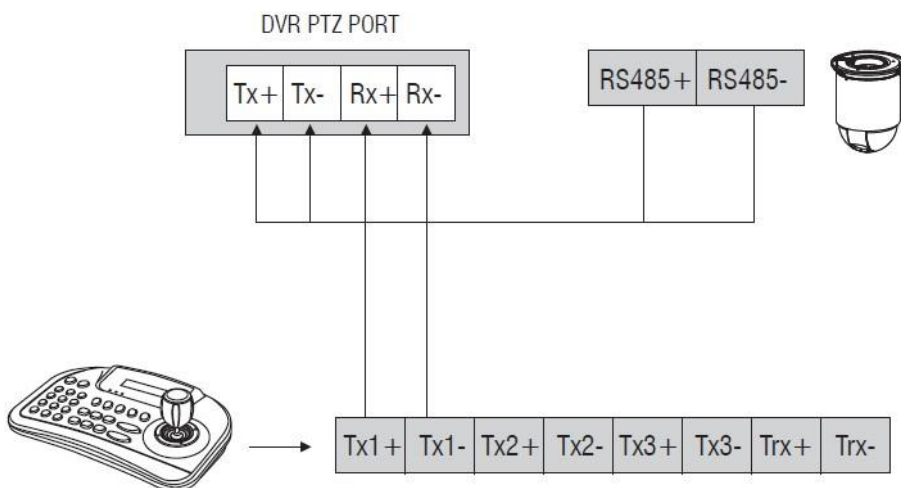 DVR PTZ PORT
Tx+ Tx- Rx+ Rx-
RS485+ RS485-
Tx1+ Tx1- Tx2+ Tx2- Tx3+ Tx3- Trx+ Trx-